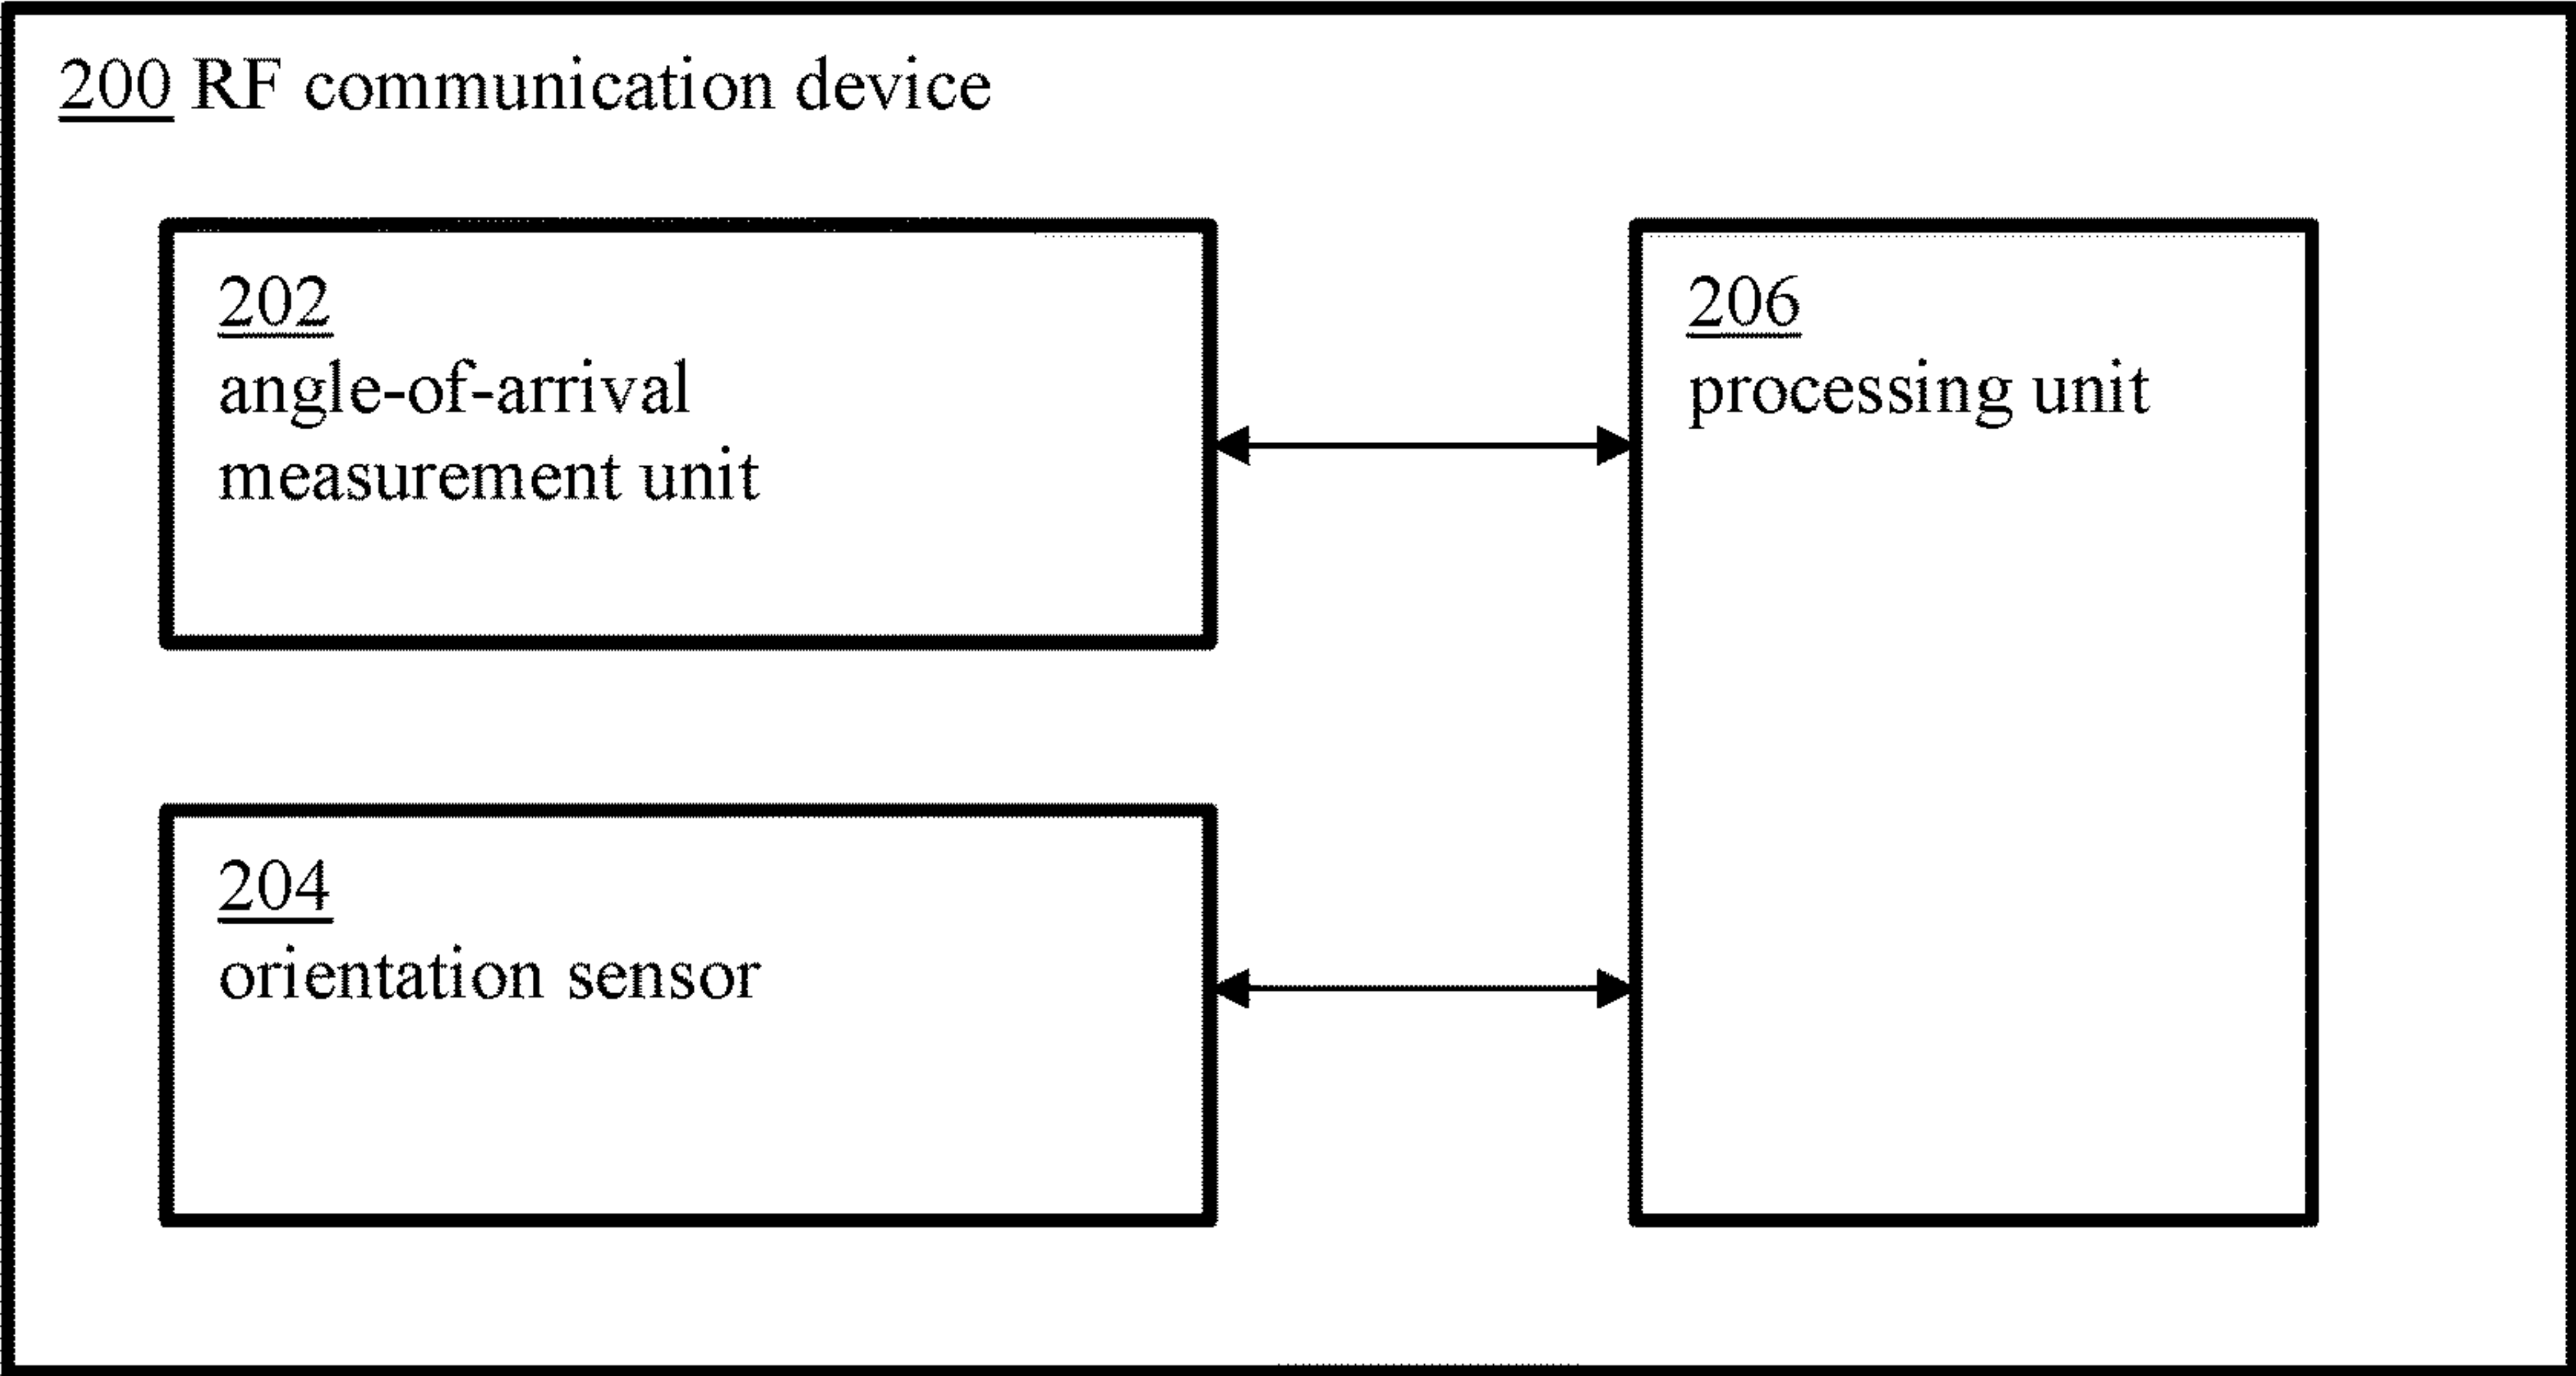 200 RF communication device
202
angle-of-arrival
measurement unit
206
processing unit
204
orientation sensor